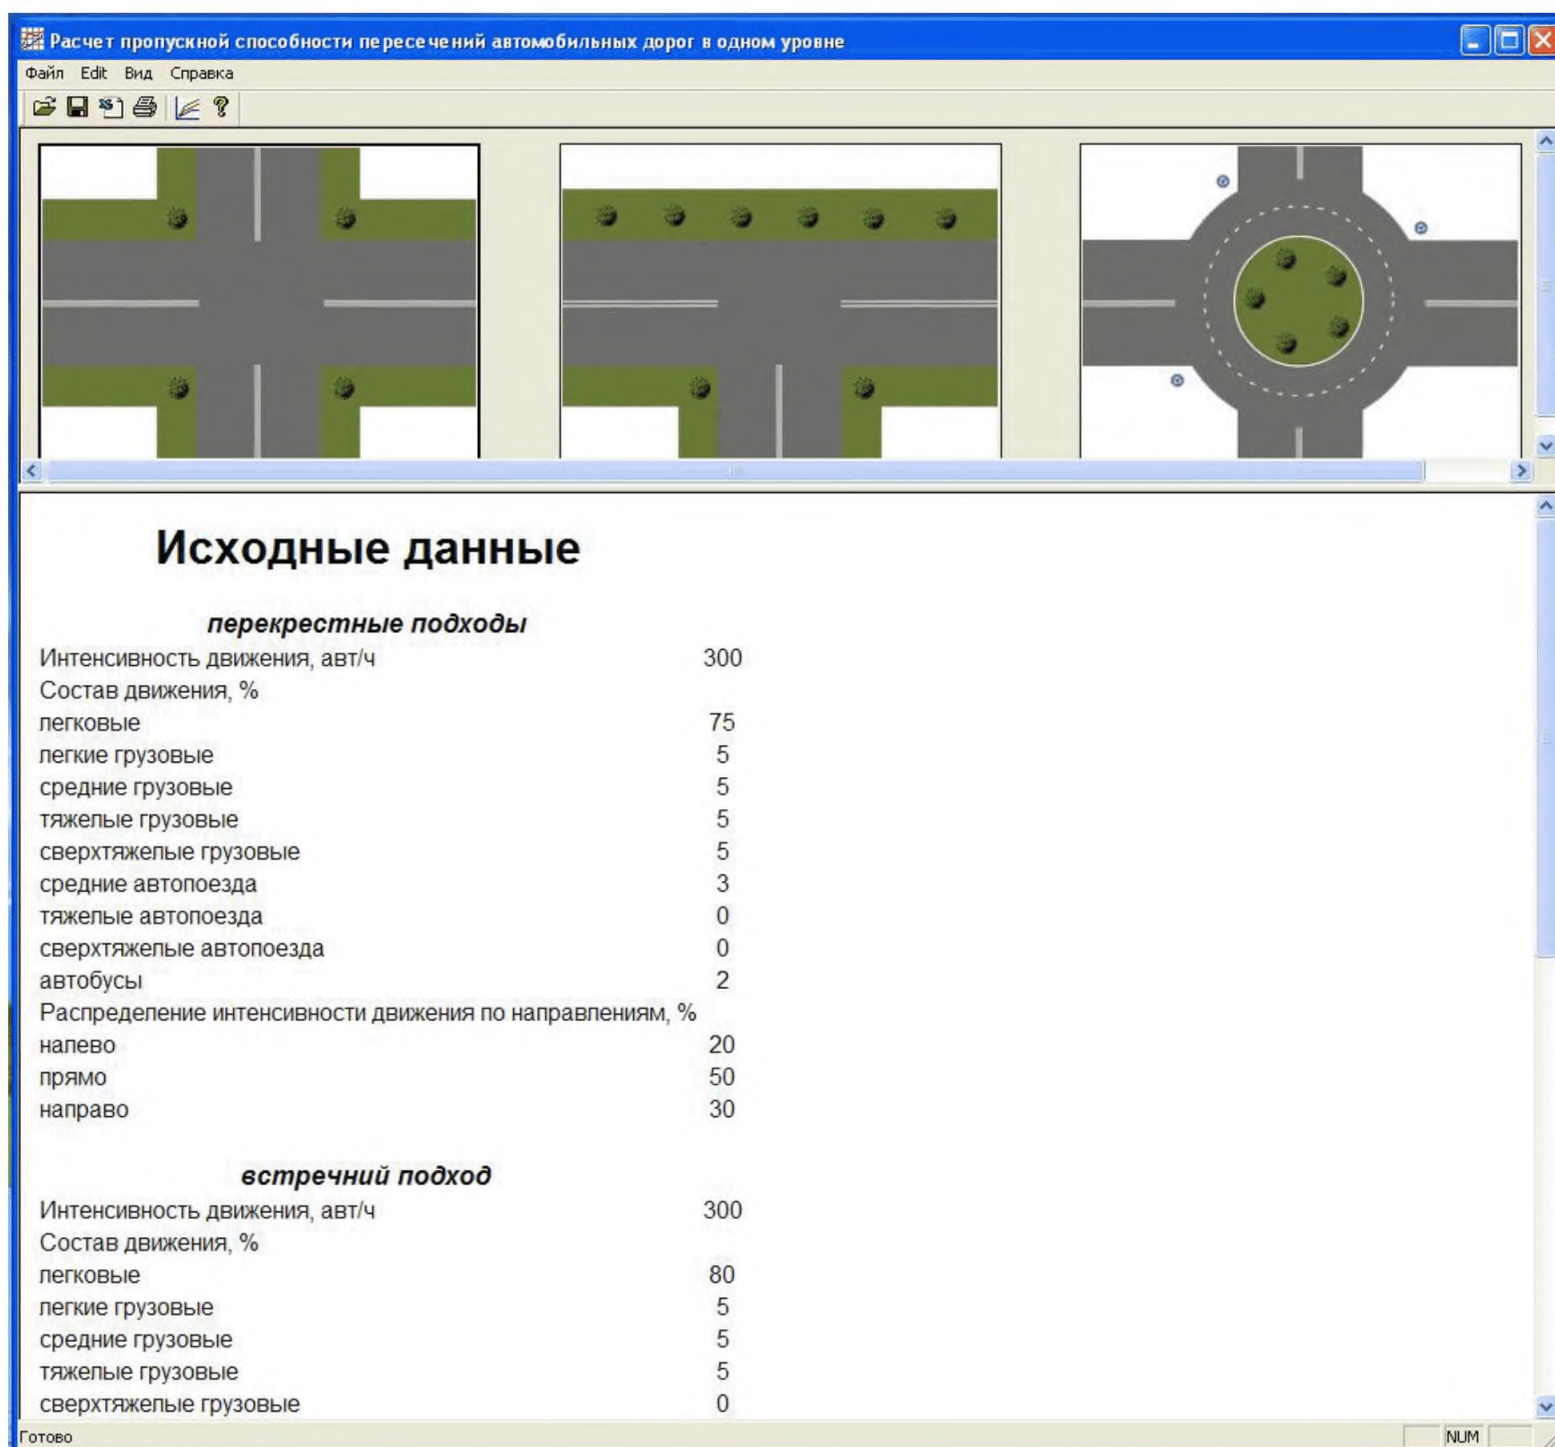 Расчет пропускной способности пересечений автомобильных дорог в одном уровне
Файл Edit Вид Справка
Исходные данные
перекрестные подходы
Интенсивность движения, авт/ч 300
Состав движения, %
легковые 75
легкие грузовые 5
средние грузовые 5
тяжелые грузовые 5
сверхтяжелые грузовые 5
средние автопоезда 3
тяжелые автопоезда 0
сверхтяжелые автопоезда 0
автобусы 2
Распределение интенсивности движения по направлениям, %
налево 20
прямо 50
направо 30
встречний подход
Интенсивность движения, авт/ч 300
Состав движения, %
легковые 80
легкие грузовые 5
средние грузовые 5
тяжелые грузовые 5
сверхтяжелые грузовые 0
Готово NUM